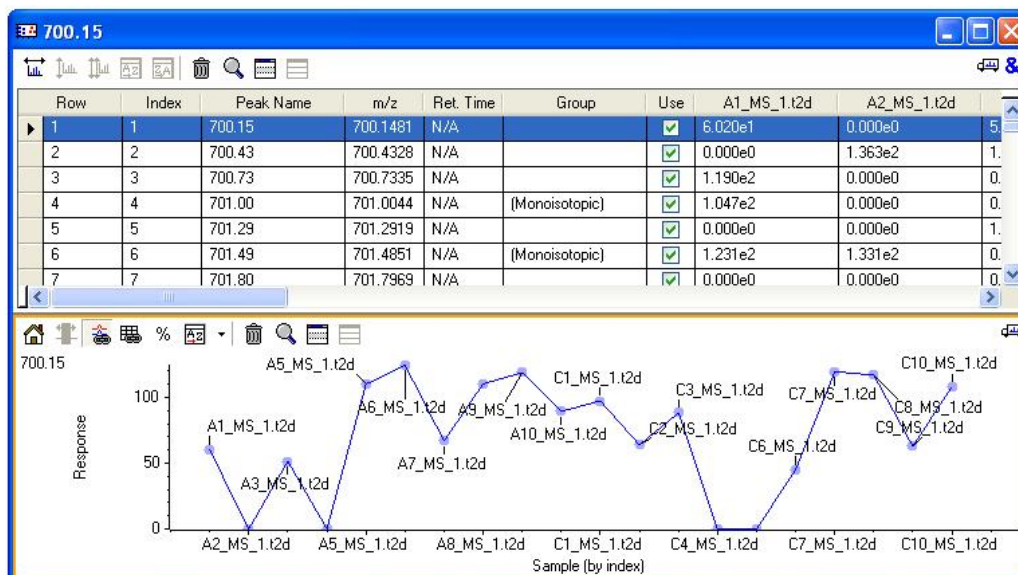 700.15
Row Index Peak Name m/z Ret. Time Group Use A1_MS_1.t2d A2_MS_1.t2d
1 1 700.15 700.1481 N/A 6.020e1 0.000e0 5.
2 2 700.43 700.4328 N/A 0.000e0 1.363e2 1.
3 3 700.73 700.7335 N/A 1.190e2 0.000e0 0.
4 4 701.00 701.0044 N/A (Monoisotopic) 1.047e2 0.000e0 0.
5 5 701.29 701.2919 N/A 0.000e0 0.000e0 1.
6 6 701.49 701.4851 N/A (Monoisotopic) 1.231e2 1.331e2 0.
7 7 701.80 701.7969 N/A 0.000e0 0.000e0 0.
%
700.15
A5_MS_1.t2d C10_MS_1.t2d
C1_MS_1.t2d
C3_MS_1.t2d C7_MS_1.t2d
100
A6_MS_1.t2d A9_MS_1.t2d C8_MS_1.t2d
A1_MS_1.t2d A10_MS_1.t2d C2_MS_1.t2d C9_MS_1.t2d
C6_MS_1.t2d
A7_MS_1.t2d
50
A3_MS_1.t2d
Response
0
A2_MS_1.t2d A5_MS_1.t2d A8_MS_1.t2d C1_MS_1.t2d C4_MS_1.t2d C7_MS_1.t2d C10_MS_1.t2d
Sample (by index)